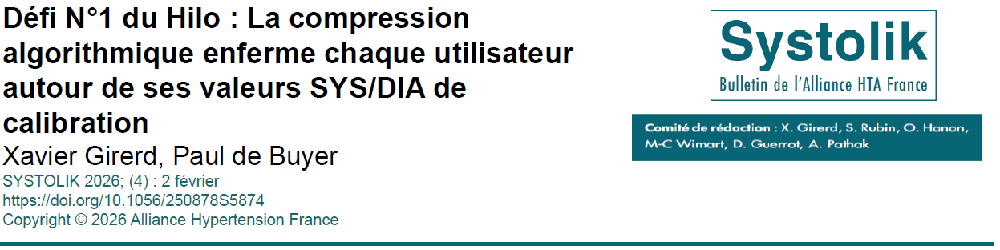 Défi N°1 du Hilo : La compression
algorithmique enferme chaque utilisateur
autour de ses valeurs SYS/DIA de
calibration
Xavier Girerd, Paul de Buyer
SYSTOLIK 2026; (4) : 2 février
https://doi.org/10.1056/250878S5874
Copyright © 2026 Alliance Hypertension France
Systolik
Bulletin de l'Alliance HTA France
Comité de rédaction : X. Girerd, S. Rubin, O. Hanon,
M-C Wimart, D. Guerrot, A. Pathak